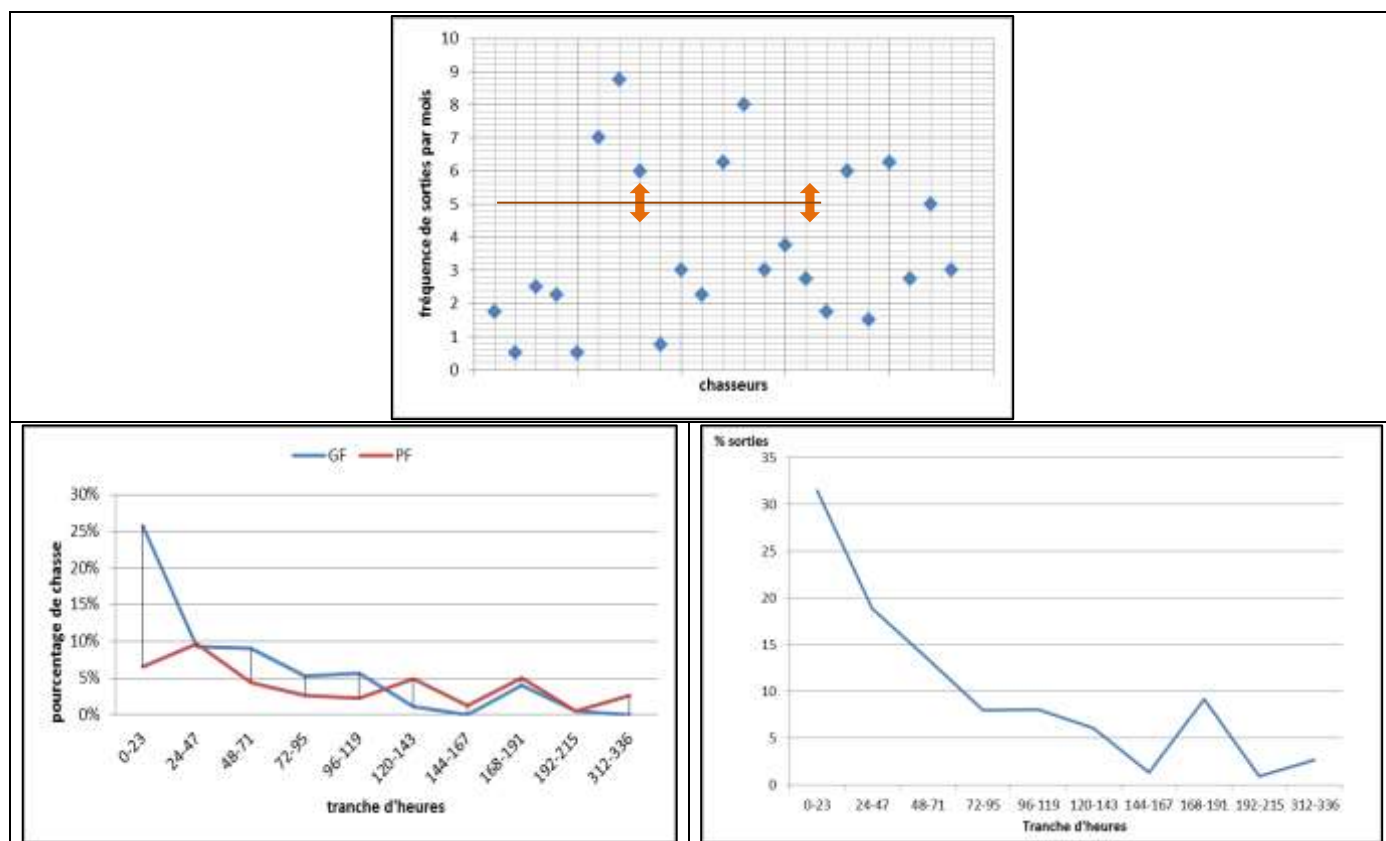 10
9
8
7
6
5
4
3
2
1
0
fréquence de sorties par mois
chasseurs
GF PF
30%
25%
20%
15%
10%
5%
0%
pourcentage de chasse
0-23 24-47 48-71 72-95 96-119 120-143 144-167 168-191 192-215 312-336
tranche d'heures
% sorties
35
30
25
20
15
10
5
0
0-23 24-47 48-71 72-95 96-119 120-143 144-167 168-191 192-215 312-336
Tranche d'heures